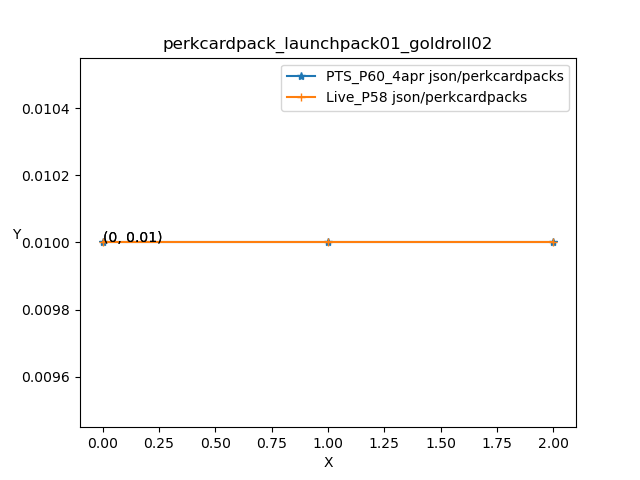 perkcardpack_launchpack01_goldroll02
PTS_P60_4apr json/perkcardpacks
Live_P58 json/perkcardpacks
0.0104
0.0102
Y
0.0100
(0, 0.01)
0.0098
0.0096
0.00 0.25 0.50 0.75 1.00 1.25 1.50 1.75 2.00
X